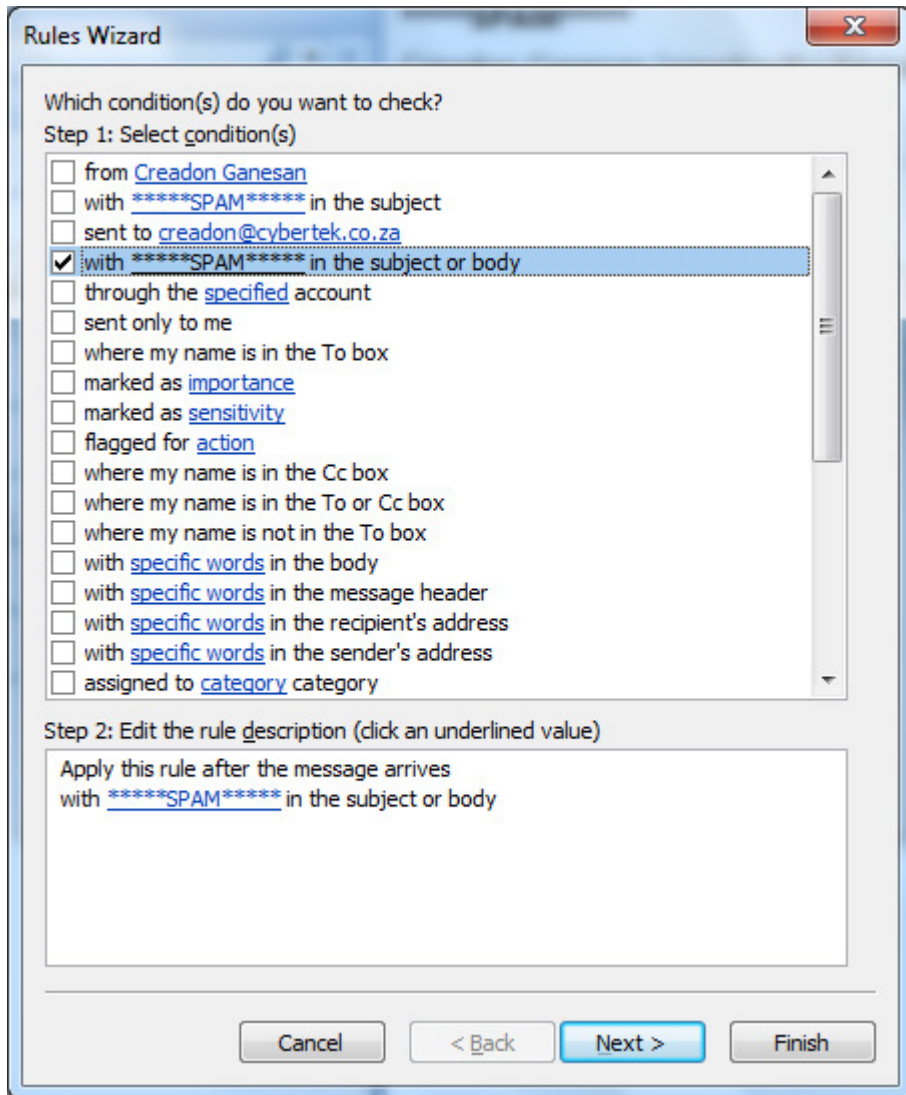 *****SPAM*****
Rules Wizard
Which condition(s) do you want to check?
Step 1: Select condition(s)
from Creadon Ganesan
with *****SPAM***** in the subject
sent to creadon@cybertek.co.za
with *****SPAM***** in the subject or body
through the specified account
sent only to me
where my name is in the To box
marked as importance
marked as sensitivity
flagged for action
where my name is in the Cc box
where my name is in the To or Cc box
where my name is not in the To box
with specific words in the body
with specific words in the message header
with specific words in the recipient's address
with specific words in the sender's address
assigned to category category
Step 2: Edit the rule description (click an underlined value)
Apply this rule after the message arrives
with *****SPAM***** in the subject or body
Cancel
< Back
Next >
Finish